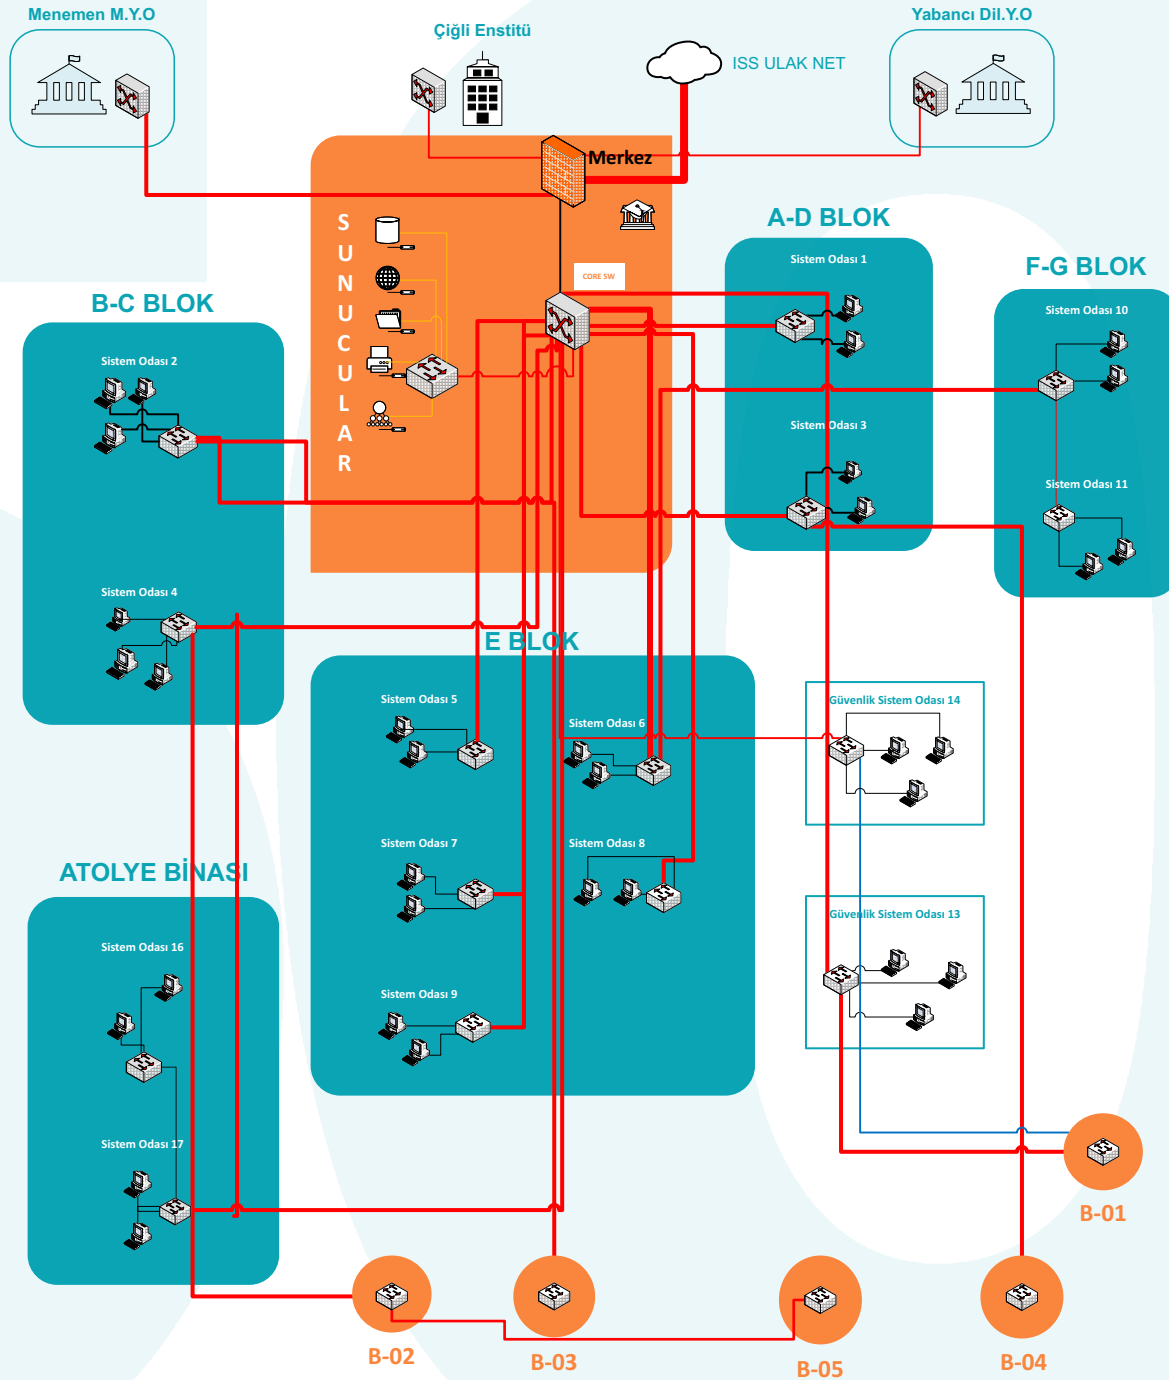 Menemen M.Y.O
Çiğli Enstitü
Yabancı Dil.Y.O
ISS ULAK NET
Merkez
SUNUCULAR
CORE SW
A-D BLOK
Sistem Odası 1
Sistem Odası 3
F-G BLOK
Sistem Odası 10
Sistem Odası 11
B-C BLOK
Sistem Odası 2
Sistem Odası 4
E BLOK
Sistem Odası 5
Sistem Odası 6
Sistem Odası 7
Sistem Odası 8
Sistem Odası 9
Güvenlik Sistem Odası 14
Güvenlik Sistem Odası 13
ATOLYE BİNASI
Sistem Odası 16
Sistem Odası 17
B-01
B-02
B-03
B-05
B-04